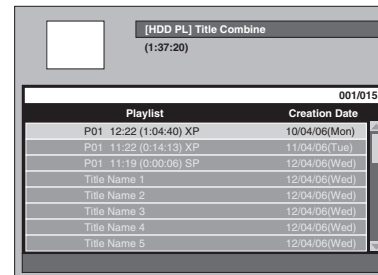 [HDD PL] Title Combine
(1:37:20)
001/015
Playlist Creation Date
P01 12:22 (1:04:40) XP 10/04/06(Mon)
P01 11:22 (0:14:13) XP 11/04/06(Tue)
P01 11:19 (0:00:06) SP 12/04/06(Wed)
Title Name 1 12/04/06(Wed)
Title Name 2 12/04/06(Wed)
Title Name 3 12/04/06(Wed)
Title Name 4 12/04/06(Wed)
Title Name 5 12/04/06(Wed)